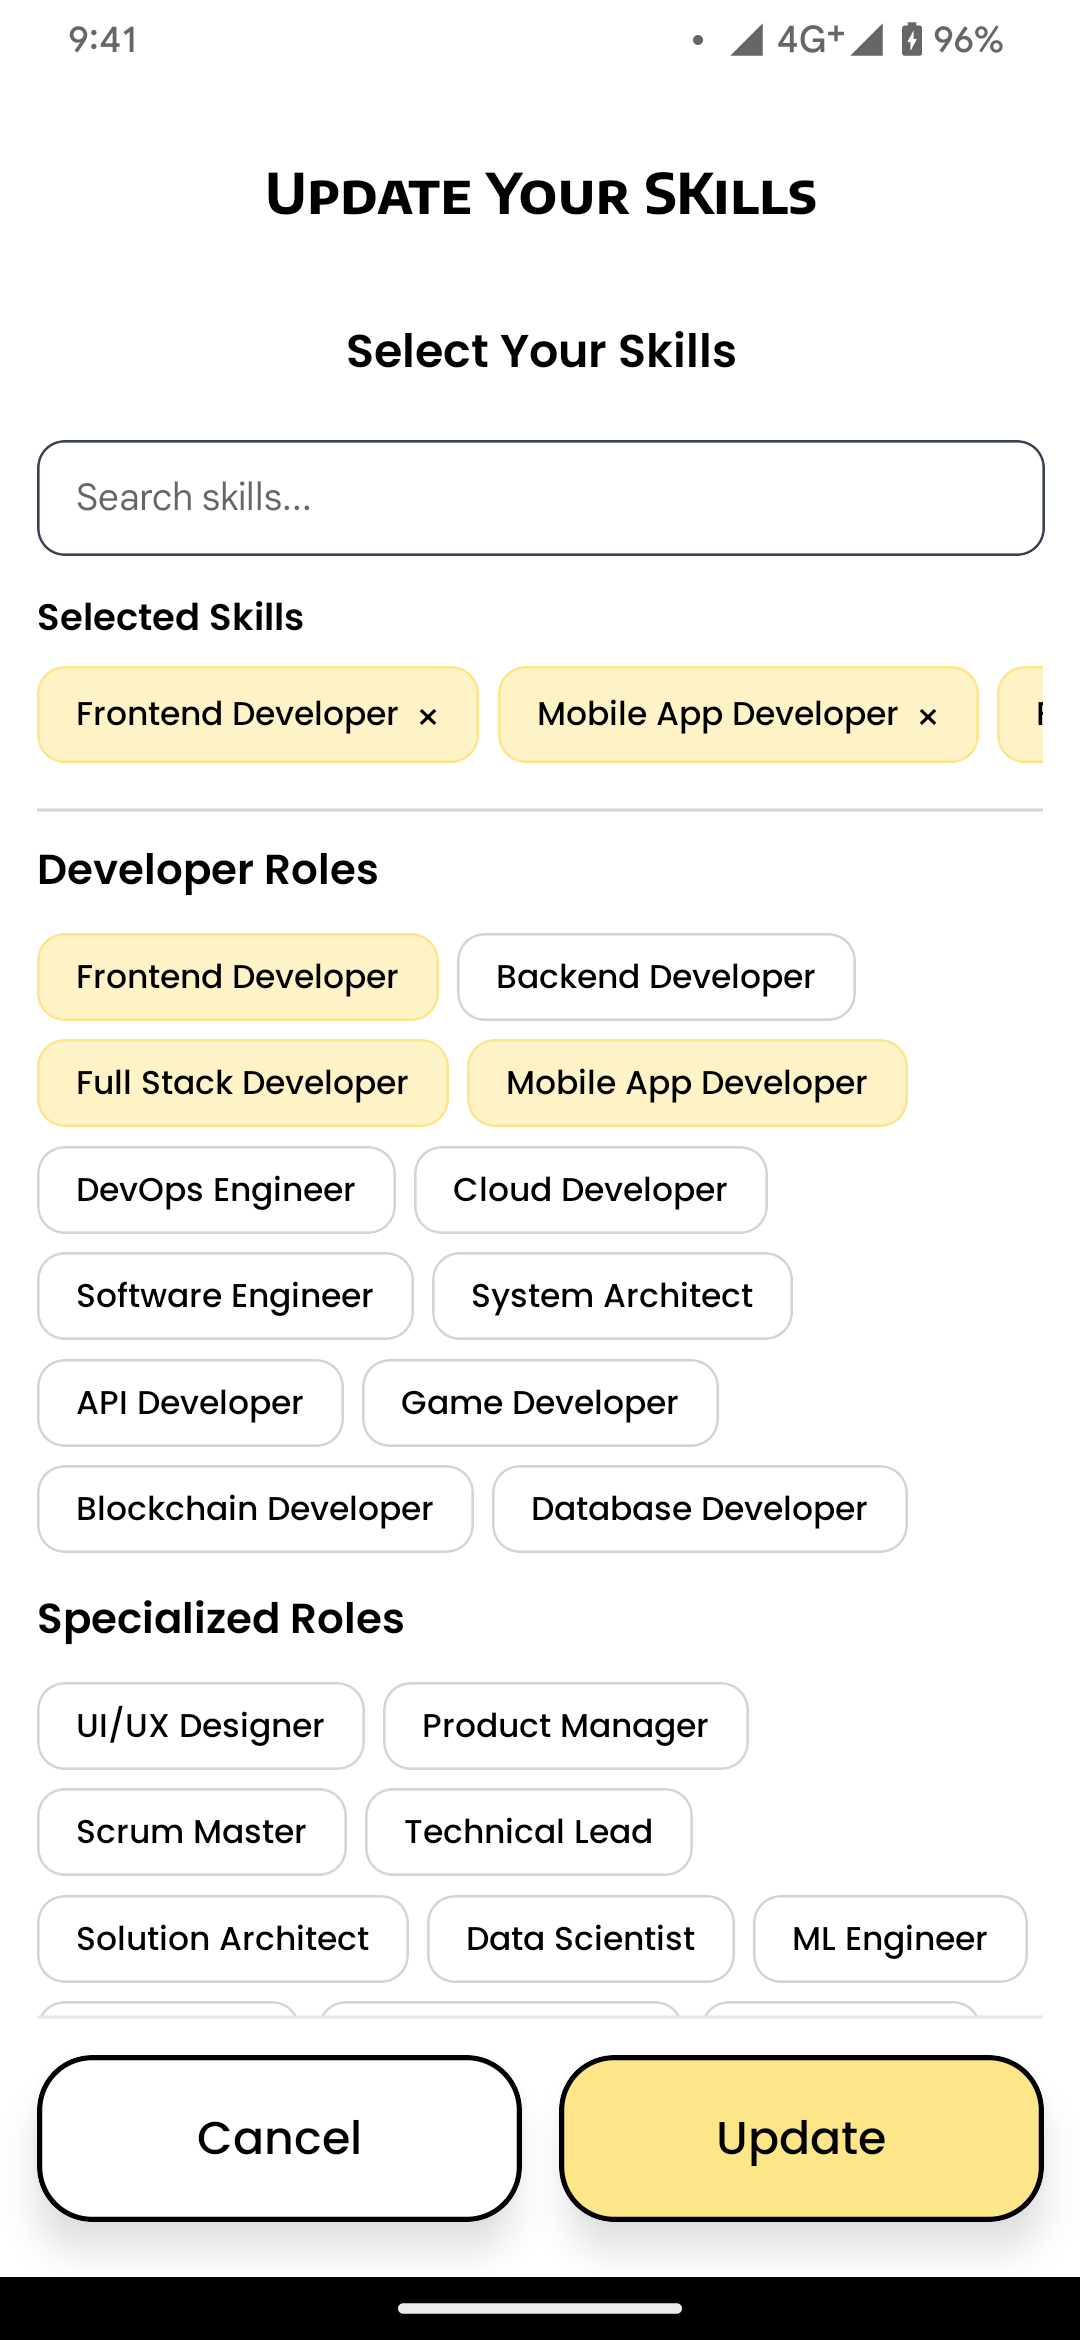 9:41 4G+ 96%
UPDATE YOUR SKILLS
Select Your Skills
Search skills...
Selected Skills
Frontend Developer × Mobile App Developer ×
Developer Roles
Frontend Developer Backend Developer
Full Stack Developer Mobile App Developer
DevOps Engineer Cloud Developer
Software Engineer System Architect
API Developer Game Developer
Blockchain Developer Database Developer
Specialized Roles
UI/UX Designer Product Manager
Scrum Master Technical Lead
Solution Architect Data Scientist ML Engineer
Cancel Update